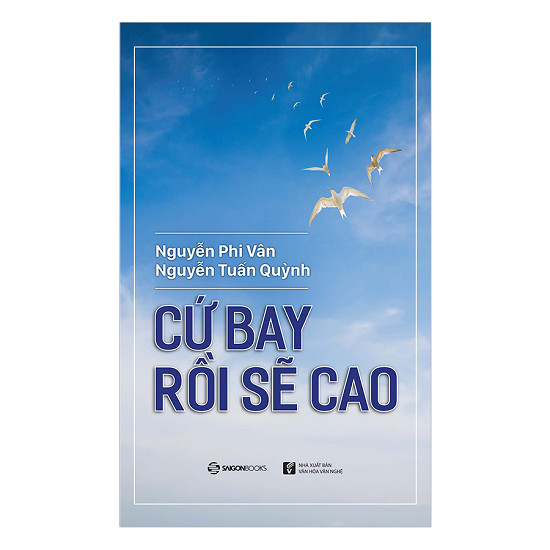 Nguyễn Phi Vân
Nguyễn Tuấn Quỳnh
CỨ BAY
RỒI SẼ CAO
SAIGONBOOKS
NHÀ XUẤT BẢN
VĂN HÓA VĂN NGHỆ